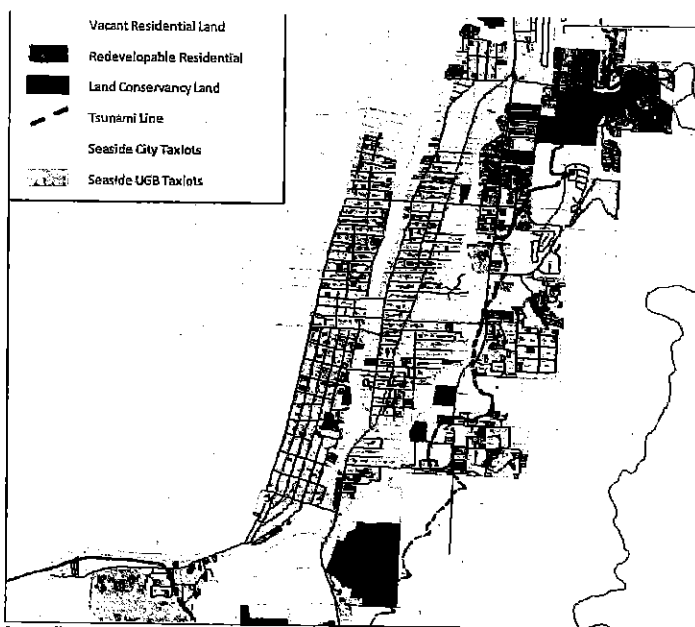 Vacant Residential Land
Redevelopable Residential
Land Conservancy Land
Tsunami Line
Seaside City Taxlots
Seaside UGB Taxlots